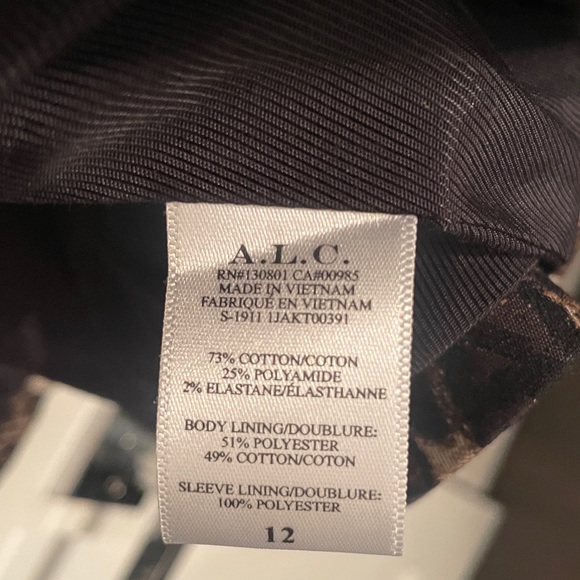 A.L.C.
RN#130801 CA#00985
MADE IN VIETNAM
FABRIQUÉ EN VIETNAM
S-1911 1JAKT00391
73% COTTON/COTON
25% POLYAMIDE
2% ELASTANE/ÉLASTHANNE
BODY LINING/DOUBLURE:
51% POLYESTER
49% COTTON/COTON
SLEEVE LINING/DOUBLURE:
100% POLYESTER
12